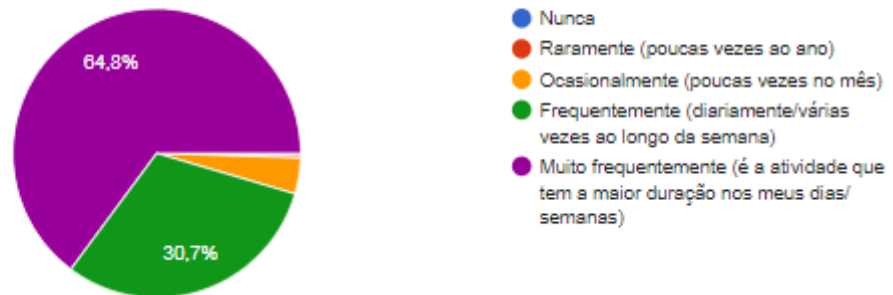 64,8%
30,7%
Nunca
Raramente (poucas vezes ao ano)
Ocasionalmente (poucas vezes no mês)
Frequentemente (diariamente/várias
vezes ao longo da semana)
Muito frequentemente (é a atividade que
tem a maior duração nos meus dias/
semanas)